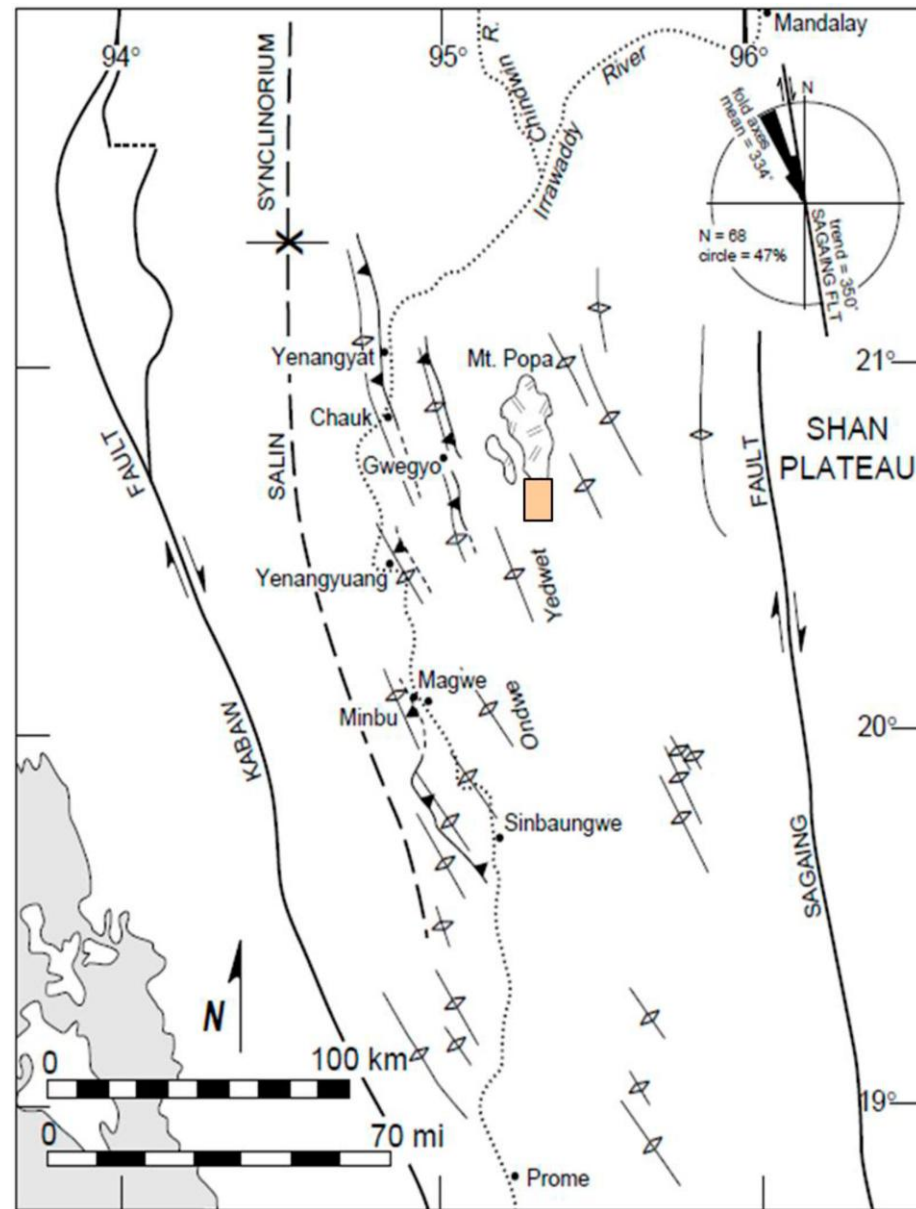 94°
95°
96°
Mandalay
SYNCLINORIUM
Chindwin R.
Irrawaddy River
N
fold axes
mean = 334°
N = 68
circle = 47%
trend = 350°
SAGAING FLT
Yenangyat
Mt. Popa
21°
Chauk
SHAN
PLATEAU
FAULT
SALIN
Gwegyo
FAULT
Yenangyuang
Yedwet
Magwe
Minbu
Ondwe
20°
KABAW
Sinbaungwe
SAGAING
N
0 100 km
0 70 mi
19°
Prome